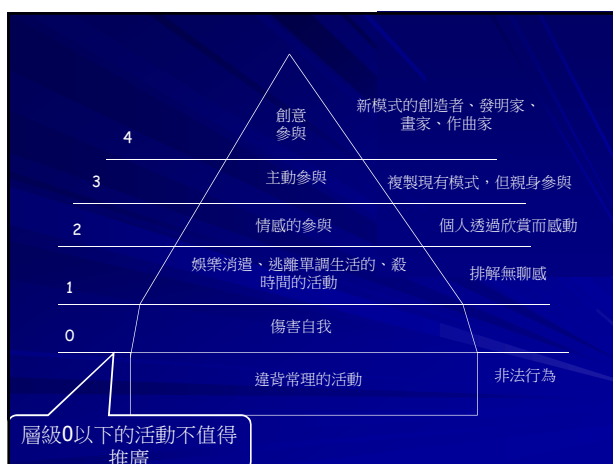 創意
參與
新模式的創造者、發明家、
畫家、作曲家
4
3
主動參與
複製現有模式，但親身參與
2
情感的參與
個人透過欣賞而感動
娛樂消遣、逃離單調生活的、殺
時間的活動
排解無聊感
1
傷害自我
0
違背常理的活動
非法行為
層級0以下的活動不值得
推廣